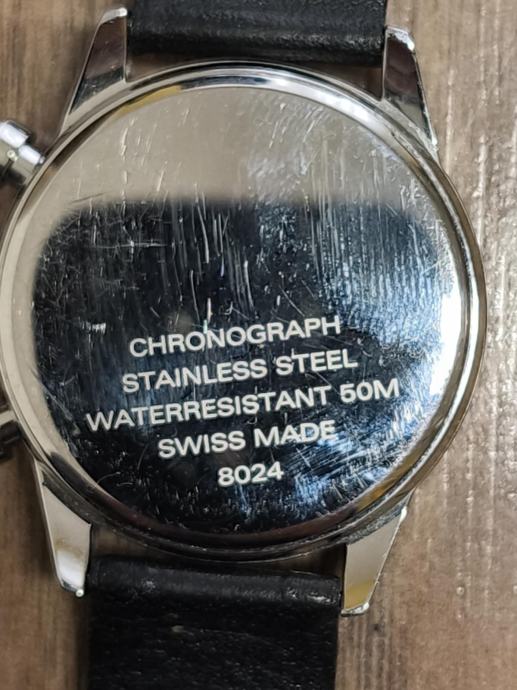 CHRONOGRAPH
STAINLESS STEEL
WATERRESISTANT 50M
SWISS MADE
8024